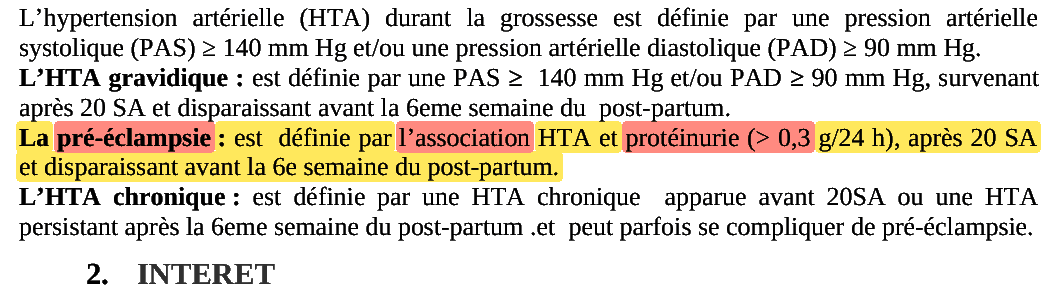 L’hypertension artérielle (HTA) durant la grossesse est définie par une pression artérielle
systolique (PAS) ≥ 140 mm Hg et/ou une pression artérielle diastolique (PAD) ≥ 90 mm Hg.
L’HTA gravidique : est définie par une PAS ≥ 140 mm Hg et/ou PAD ≥ 90 mm Hg, survenant
après 20 SA et disparaissant avant la 6eme semaine du post-partum.
La pré-éclampsie : est définie par l’association HTA et protéinurie (> 0,3 g/24 h), après 20 SA
et disparaissant avant la 6e semaine du post-partum.
L’HTA chronique : est définie par une HTA chronique apparue avant 20SA ou une HTA
persistant après la 6eme semaine du post-partum .et peut parfois se compliquer de pré-éclampsie.
2. INTERET